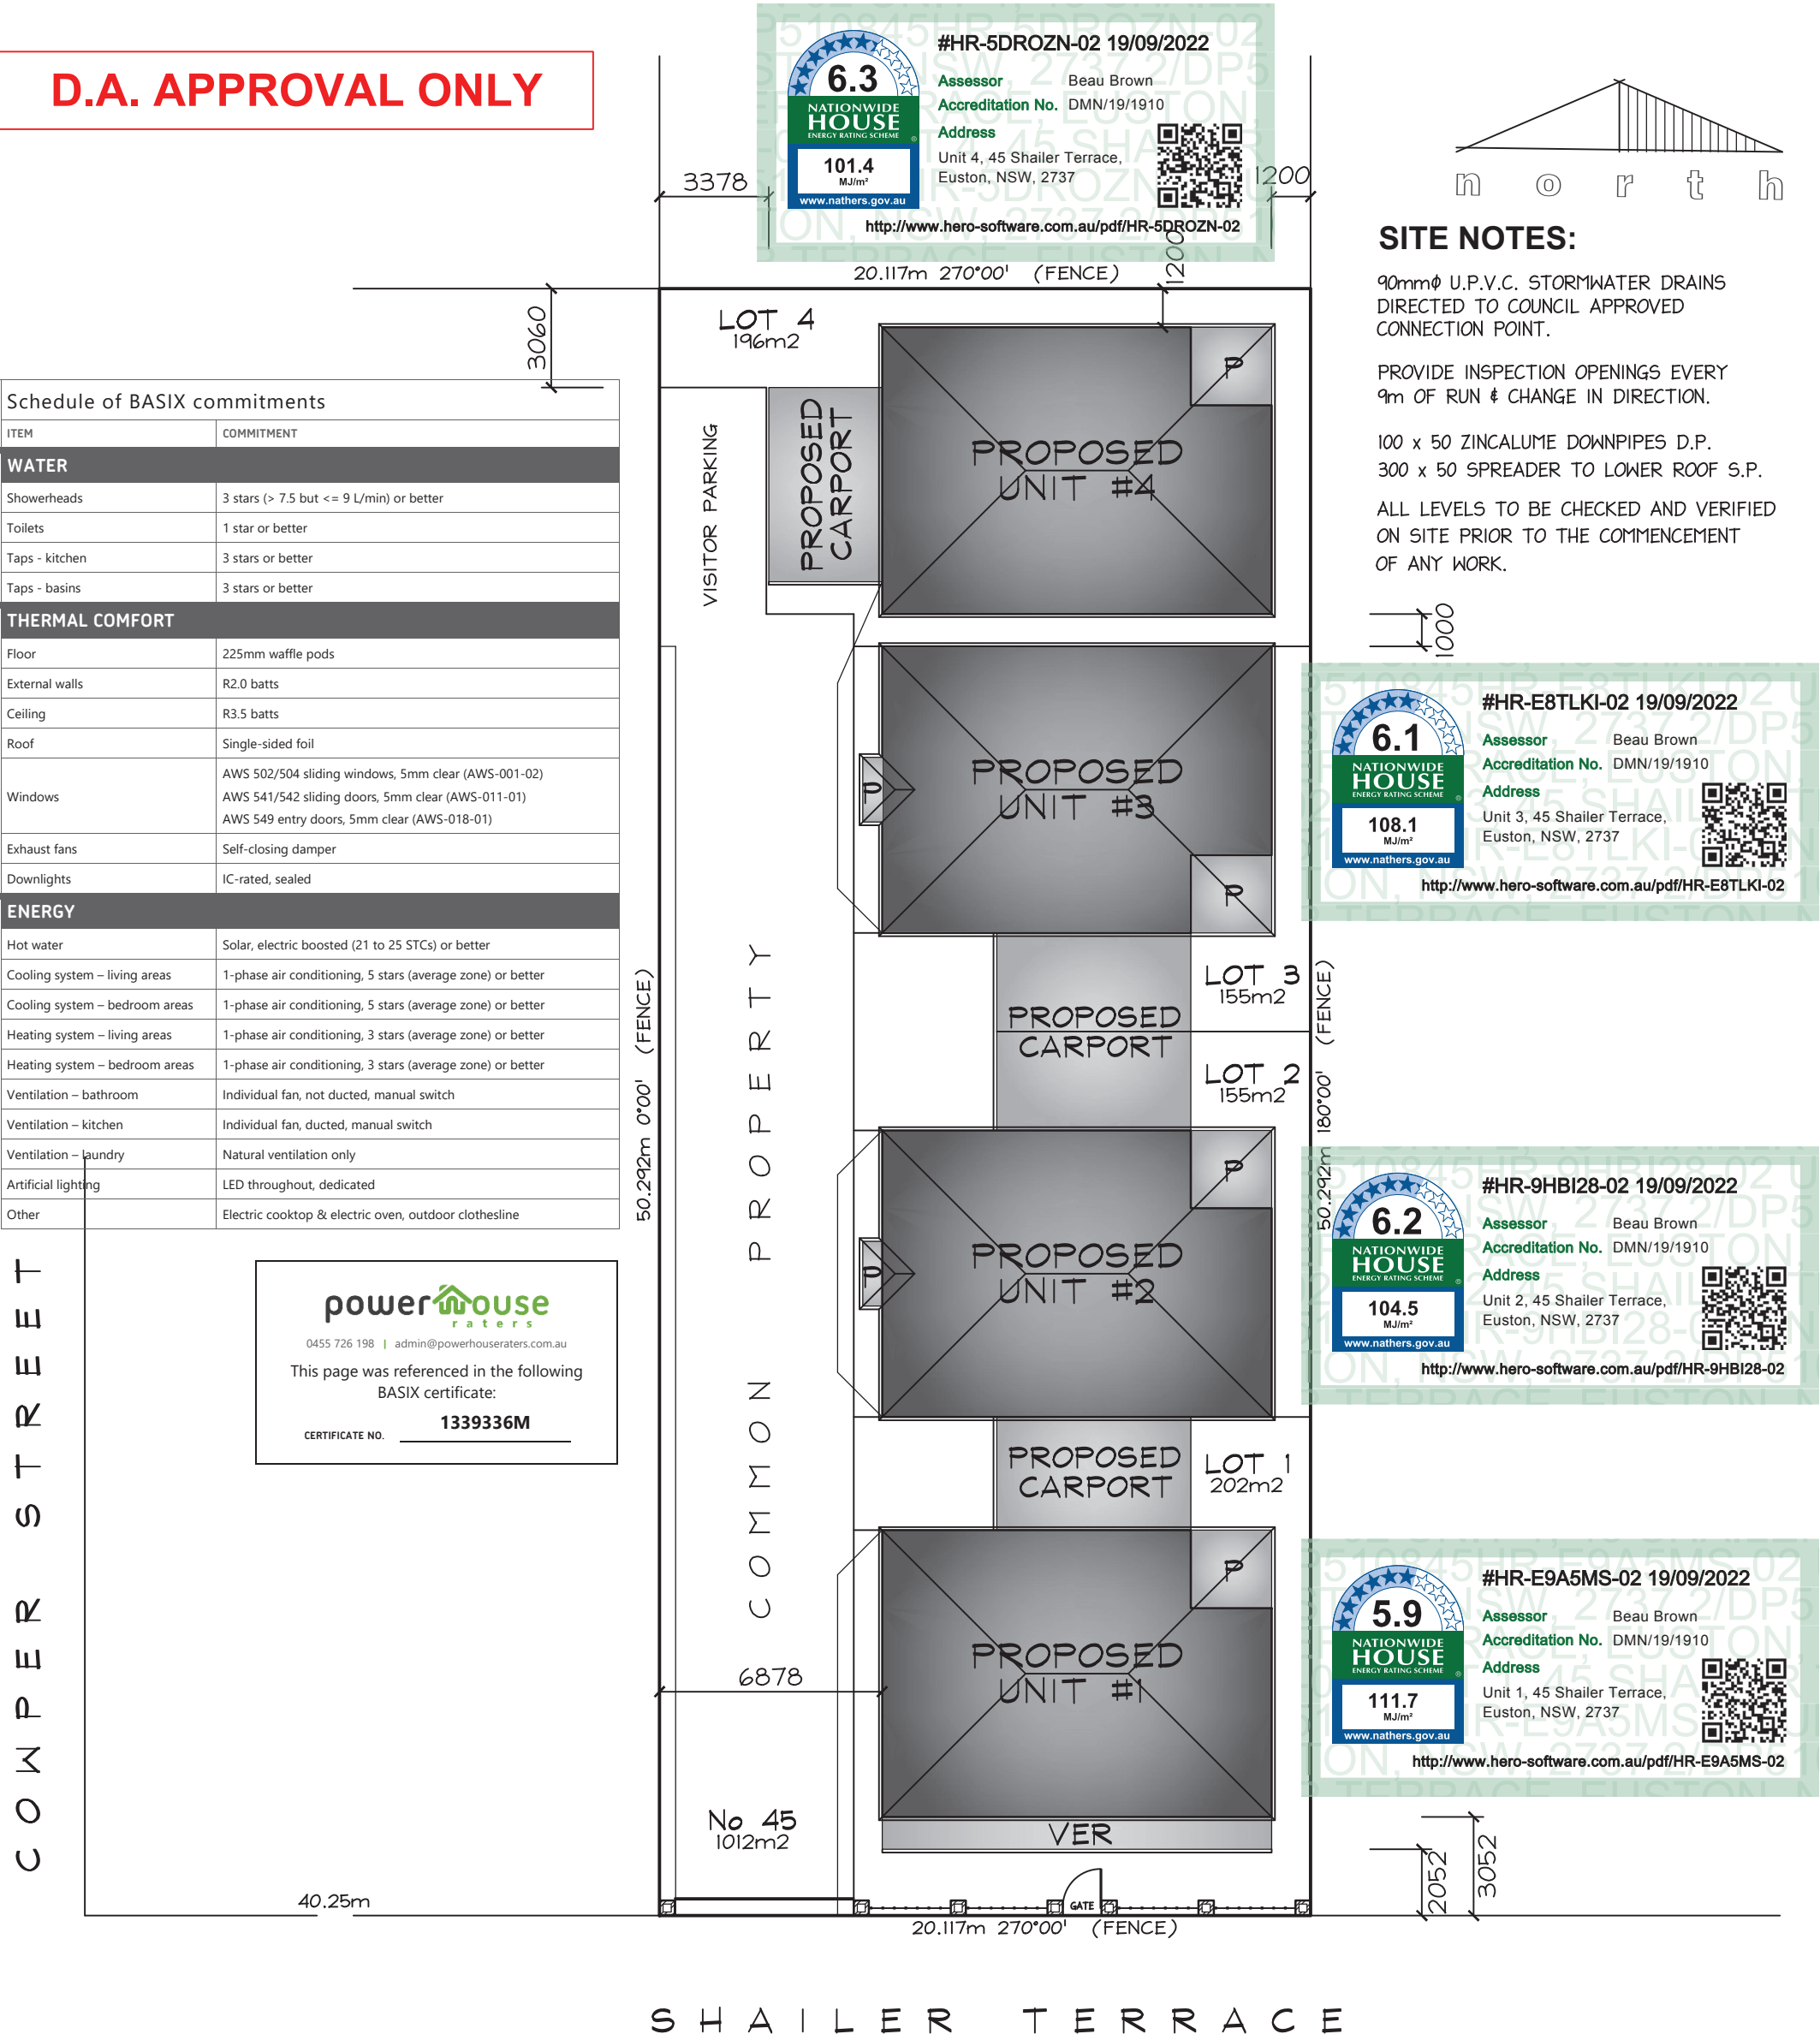 D.A. APPROVAL ONLY
#HR-5DROZN-02 19/09/2022
6.3
NATIONWIDE
HOUSE
ENERGY RATING SCHEME
101.4
MJ/m²
www.nathers.gov.au
Assessor Beau Brown
Accreditation No. DMN/19/1910
Address
Unit 4, 45 Shailer Terrace,
Euston, NSW, 2737
http://www.hero-software.com.au/pdf/HR-5DROZN-02
north
3378
1200
1200
20.117m 270°00' (FENCE)
3060
SITE NOTES:
90mmφ U.P.V.C. STORMWATER DRAINS
DIRECTED TO COUNCIL APPROVED
CONNECTION POINT.
PROVIDE INSPECTION OPENINGS EVERY
9m OF RUN & CHANGE IN DIRECTION.
100 x 50 ZINCALUME DOWNPIPES D.P.
300 x 50 SPREADER TO LOWER ROOF S.P.
ALL LEVELS TO BE CHECKED AND VERIFIED
ON SITE PRIOR TO THE COMMENCEMENT
OF ANY WORK.
Schedule of BASIX commitments
ITEM COMMITMENT
WATER
Showerheads 3 stars (> 7.5 but <= 9 L/min) or better
Toilets 1 star or better
Taps - kitchen 3 stars or better
Taps - basins 3 stars or better
THERMAL COMFORT
Floor 225mm waffle pods
External walls R2.0 batts
Ceiling R3.5 batts
Roof Single-sided foil
Windows AWS 502/504 sliding windows, 5mm clear (AWS-001-02)
AWS 541/542 sliding doors, 5mm clear (AWS-011-01)
AWS 549 entry doors, 5mm clear (AWS-018-01)
Exhaust fans Self-closing damper
Downlights IC-rated, sealed
ENERGY
Hot water Solar, electric boosted (21 to 25 STCs) or better
Cooling system – living areas 1-phase air conditioning, 5 stars (average zone) or better
Cooling system – bedroom areas 1-phase air conditioning, 5 stars (average zone) or better
Heating system – living areas 1-phase air conditioning, 3 stars (average zone) or better
Heating system – bedroom areas 1-phase air conditioning, 3 stars (average zone) or better
Ventilation – bathroom Individual fan, not ducted, manual switch
Ventilation – kitchen Individual fan, ducted, manual switch
Ventilation – laundry Natural ventilation only
Artificial lighting LED throughout, dedicated
Other Electric cooktop & electric oven, outdoor clothesline
powerhouse
raters
0455 726 198 | admin@powerhouseraters.com.au
This page was referenced in the following
BASIX certificate:
CERTIFICATE NO. 1339336M
LOT 4
196m2
P
PROPOSED
CARPORT
VISITOR PARKING
PROPOSED
UNIT #4
1000
PROPOSED
UNIT #3
P
P
LOT 3
155m2
PROPOSED
CARPORT
LOT 2
155m2
50.292m 0°00' (FENCE)
50.292m 180°00' (FENCE)
COMMON PROPERTY
P
P
PROPOSED
UNIT #2
PROPOSED
CARPORT
LOT 1
202m2
P
PROPOSED
UNIT #1
6878
No 45
1012m2
VER
GATE
20.117m 270°00' (FENCE)
2052
3052
40.25m
COMPER STREET
SHAILER TERRACE
#HR-E8TLKI-02 19/09/2022
6.1
NATIONWIDE
HOUSE
ENERGY RATING SCHEME
108.1
MJ/m²
www.nathers.gov.au
Assessor Beau Brown
Accreditation No. DMN/19/1910
Address
Unit 3, 45 Shailer Terrace,
Euston, NSW, 2737
http://www.hero-software.com.au/pdf/HR-E8TLKI-02
#HR-9HBI28-02 19/09/2022
6.2
NATIONWIDE
HOUSE
ENERGY RATING SCHEME
104.5
MJ/m²
www.nathers.gov.au
Assessor Beau Brown
Accreditation No. DMN/19/1910
Address
Unit 2, 45 Shailer Terrace,
Euston, NSW, 2737
http://www.hero-software.com.au/pdf/HR-9HBI28-02
#HR-E9A5MS-02 19/09/2022
5.9
NATIONWIDE
HOUSE
ENERGY RATING SCHEME
111.7
MJ/m²
www.nathers.gov.au
Assessor Beau Brown
Accreditation No. DMN/19/1910
Address
Unit 1, 45 Shailer Terrace,
Euston, NSW, 2737
http://www.hero-software.com.au/pdf/HR-E9A5MS-02